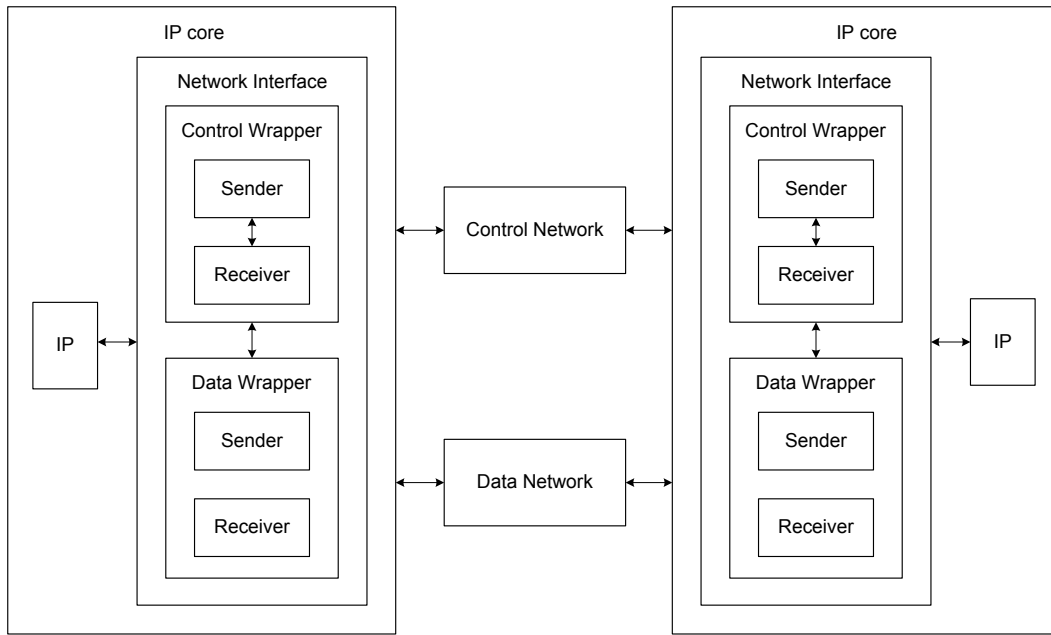 IP core
Network Interface
Control Wrapper
Sender
Receiver
IP
Data Wrapper
Sender
Receiver
Control Network
Data Network
IP core
Network Interface
Control Wrapper
Sender
Receiver
IP
Data Wrapper
Sender
Receiver